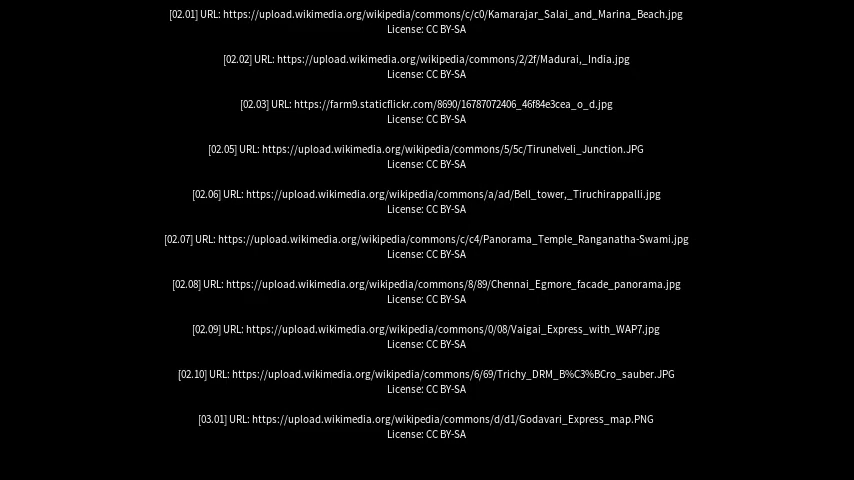 [02.01] URL: https://upload.wikimedia.org/wikipedia/commons/c/c0/Kamarajar_Salai_and_Marina_Beach.jpg
License: CC BY-SA
[02.02] URL: https://upload.wikimedia.org/wikipedia/commons/2/2f/Madurai,_India.jpg
License: CC BY-SA
[02.03] URL: https://farm9.staticflickr.com/8690/16787072406_46f84e3cea_o_d.jpg
License: CC BY-SA
[02.05] URL: https://upload.wikimedia.org/wikipedia/commons/5/5c/Tirunelveli_Junction.JPG
License: CC BY-SA
[02.06] URL: https://upload.wikimedia.org/wikipedia/commons/a/ad/Bell_tower,_Tiruchirappalli.jpg
License: CC BY-SA
[02.07] URL: https://upload.wikimedia.org/wikipedia/commons/c/c4/Panorama_Temple_Ranganatha-Swami.jpg
License: CC BY-SA
[02.08] URL: https://upload.wikimedia.org/wikipedia/commons/8/89/Chennai_Egmore_facade_panorama.jpg
License: CC BY-SA
[02.09] URL: https://upload.wikimedia.org/wikipedia/commons/0/08/Vaigai_Express_with_WAP7.jpg
License: CC BY-SA
[02.10] URL: https://upload.wikimedia.org/wikipedia/commons/6/69/Trichy_DRM_B%C3%BCro_sauber.JPG
License: CC BY-SA
[03.01] URL: https://upload.wikimedia.org/wikipedia/commons/d/d1/Godavari_Express_map.PNG
License: CC BY-SA